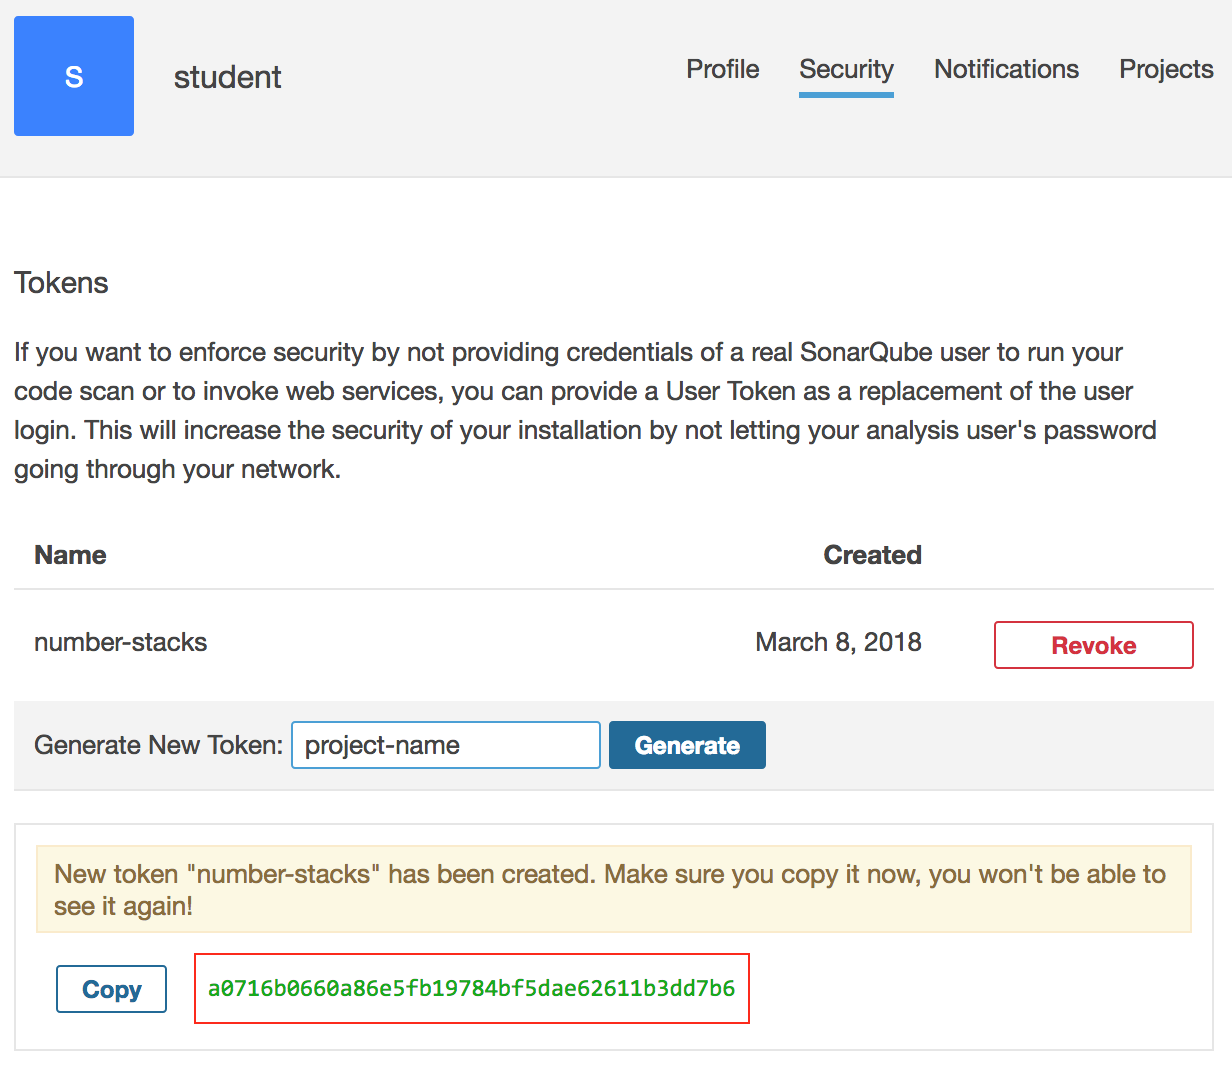 S
student
Profile Security Notifications Projects
Tokens
If you want to enforce security by not providing credentials of a real SonarQube user to run your
code scan or to invoke web services, you can provide a User Token as a replacement of the user
login. This will increase the security of your installation by not letting your analysis user's password
going through your network.
Name Created
number-stacks March 8, 2018 Revoke
Generate New Token: project-name Generate
New token "number-stacks" has been created. Make sure you copy it now, you won't be able to
see it again!
Copy a0716b0660a86e5fb19784bf5dae62611b3dd7b6